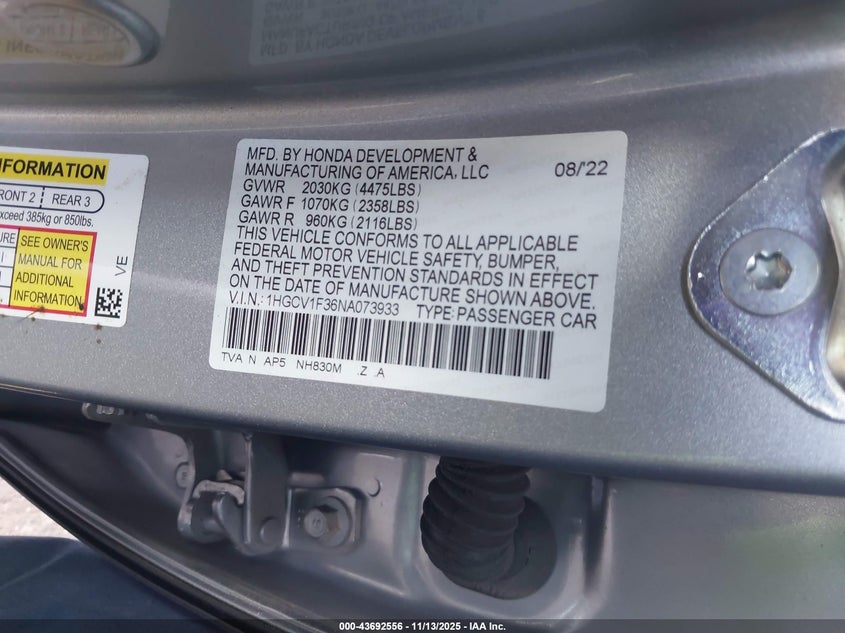 NFORMATION
FRONT 2 REAR 3
exceed 385kg or 850lbs.
SEE OWNER'S
MANUAL FOR
ADDITIONAL
INFORMATION
VE
MFD. BY HONDA DEVELOPMENT &
MANUFACTURING OF AMERICA, LLC 08/'22
GVWR 2030KG (4475LBS)
GAWR F 1070KG (2358LBS)
GAWR R 960KG (2116LBS)
THIS VEHICLE CONFORMS TO ALL APPLICABLE
FEDERAL MOTOR VEHICLE SAFETY, BUMPER,
AND THEFT PREVENTION STANDARDS IN EFFECT
ON THE DATE OF MANUFACTURE SHOWN ABOVE.
V.I.N.:1HGCV1F36NA073933 TYPE:PASSENGER CAR
TVA N AP5 NH830M .Z .A
000-43692556 - 11/13/2025 - IAA Inc.